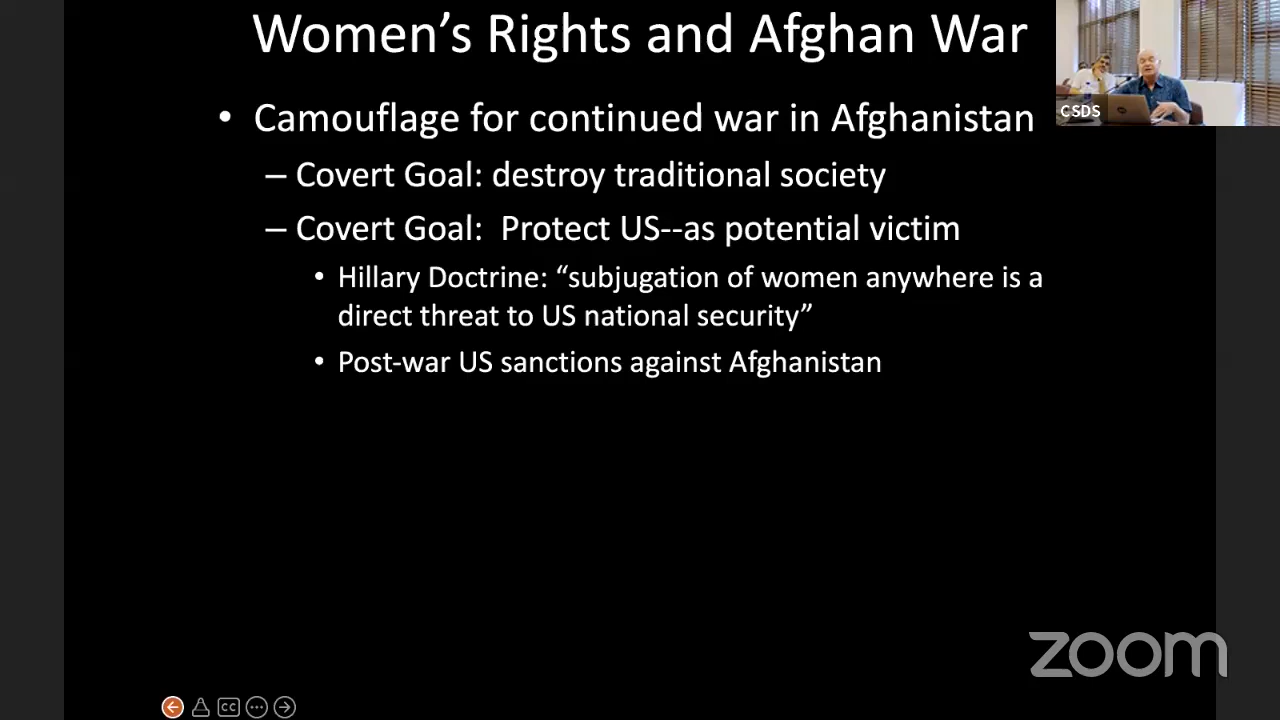 Women’s Rights and Afghan War
• Camouflage for continued war in Afghanistan
CSDS
– Covert Goal: destroy traditional society
– Covert Goal:  Protect US--as potential victim
• Hillary Doctrine: “subjugation of women anywhere is a
direct threat to US national security”
• Post-war US sanctions against Afghanistan
zoom
CC